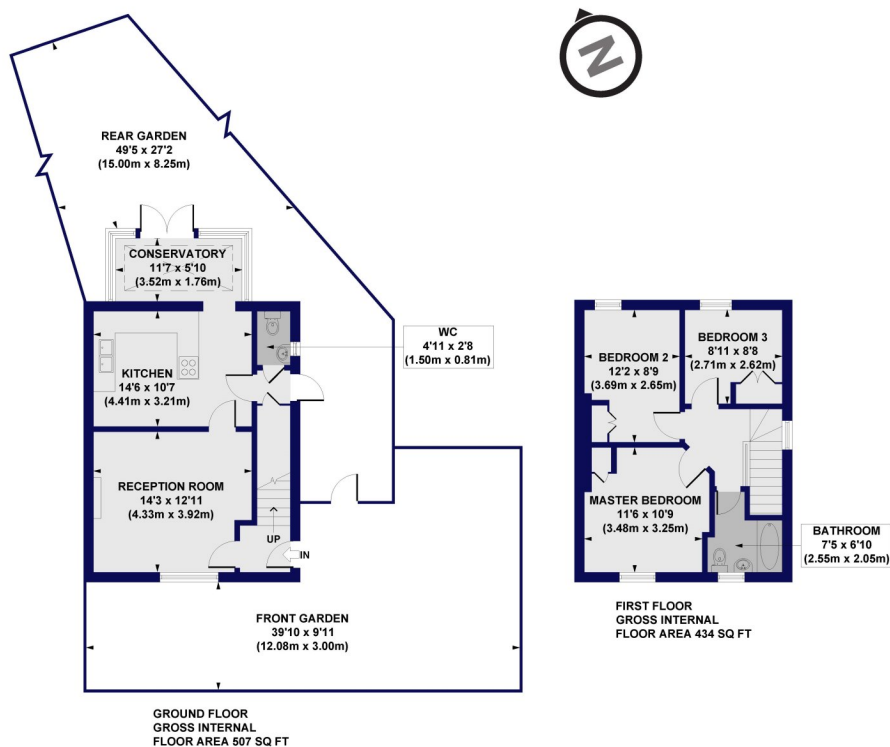 N
REAR GARDEN
49'5 x 27'2
(15.00m x 8.25m)
CONSERVATORY
11'7 x 5'10
(3.52m x 1.76m)
WC
4'11 x 2'8
(1.50m x 0.81m)
KITCHEN
14'6 x 10'7
(4.41m x 3.21m)
RECEPTION ROOM
14'3 x 12'11
(4.33m x 3.92m)
UP
IN
FRONT GARDEN
39'10 x 9'11
(12.08m x 3.00m)
GROUND FLOOR
GROSS INTERNAL
FLOOR AREA 507 SQ FT
BEDROOM 2
12'2 x 8'9
(3.69m x 2.65m)
BEDROOM 3
8'11 x 8'8
(2.71m x 2.62m)
MASTER BEDROOM
11'6 x 10'9
(3.48m x 3.25m)
BATHROOM
7'5 x 6'10
(2.55m x 2.05m)
FIRST FLOOR
GROSS INTERNAL
FLOOR AREA 434 SQ FT